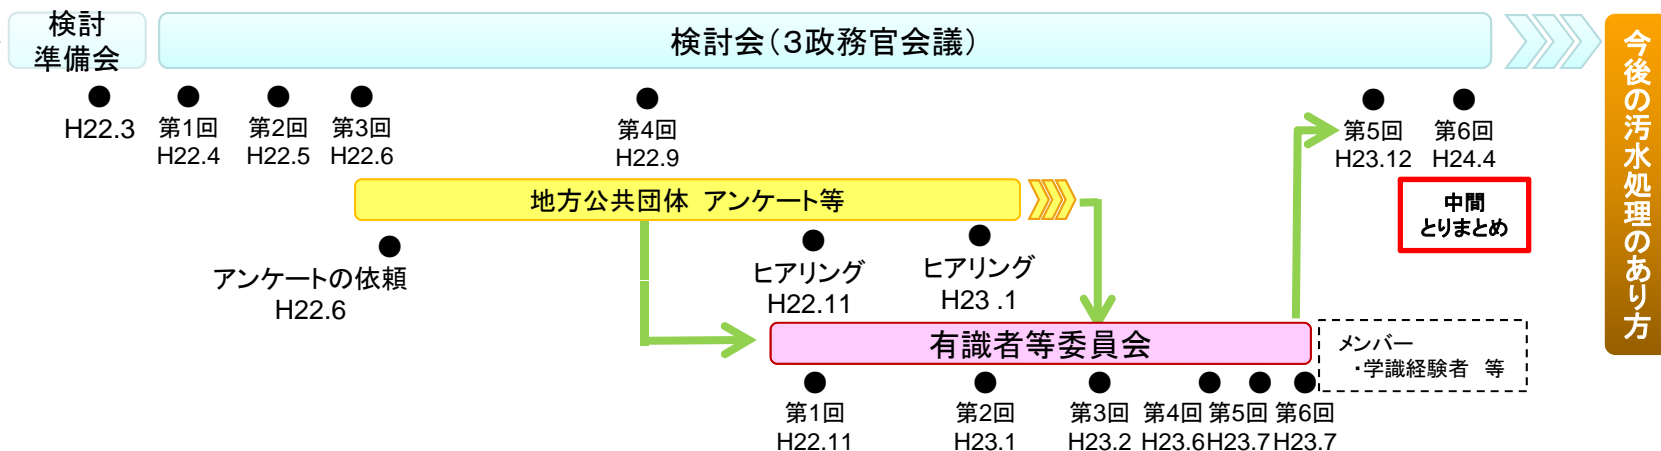 検討
準備会
検討会(3政務官会議)
H22.3
第1回
H22.4
第2回
H22.5
第3回
H22.6
第4回
H22.9
第5回
H23.12
第6回
H24.4
中間
とりまとめ
地方公共団体 アンケート等
アンケートの依頼
H22.6
ヒアリング
H22.11
ヒアリング
H23 .1
有識者等委員会
メンバー
・学識経験者 等
第1回
H22.11
第2回
H23.1
第3回
H23.2
第4回
H23.6
第5回
H23.7
第6回
H23.7
今後の汚水処理のあり方